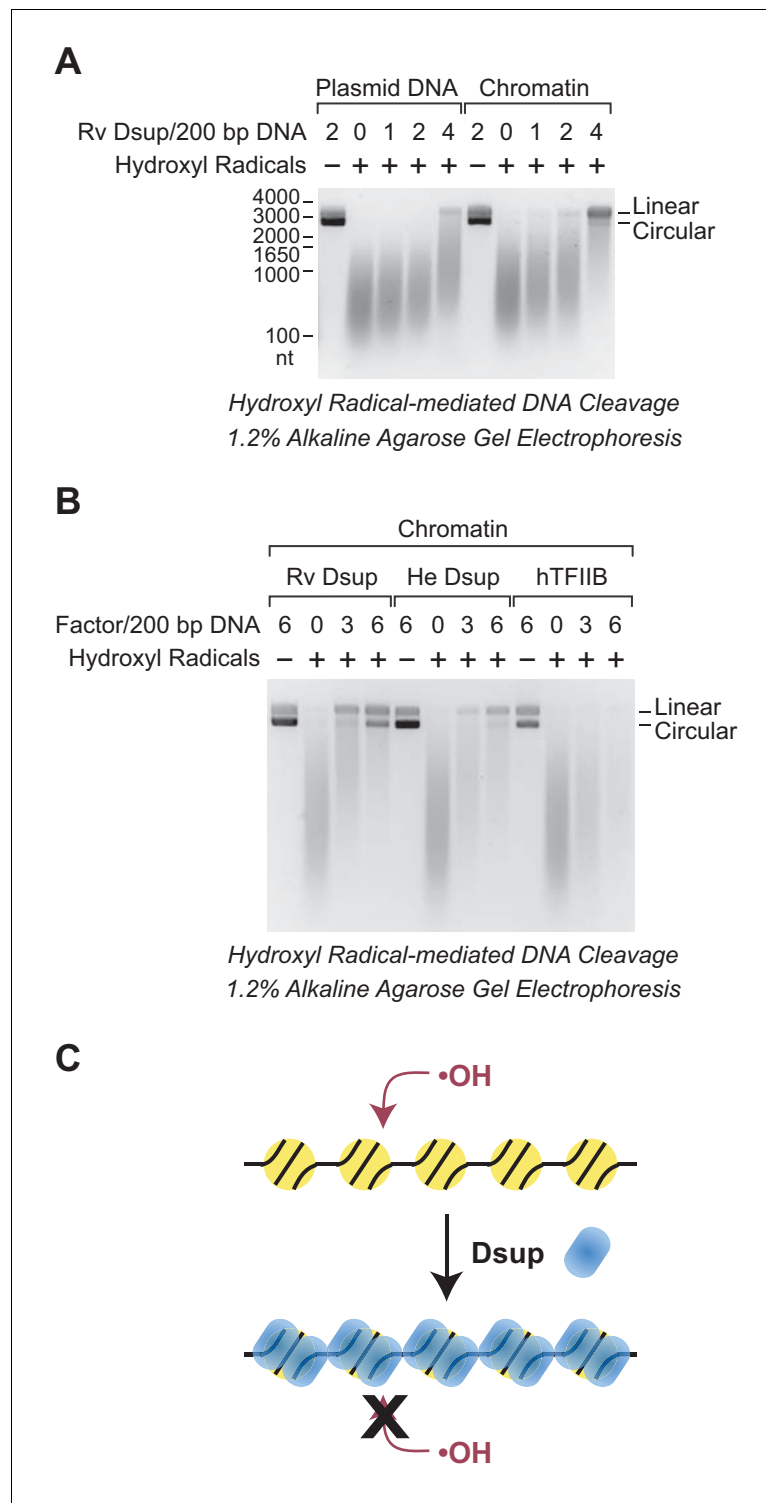 A
Plasmid DNA Chromatin
Rv Dsup/200 bp DNA 2 0 1 2 4 2 0 1 2 4
Hydroxyl Radicals – + + + + – + + + +
4000
3000
2000
1650
1000
100
nt
Linear
Circular
Hydroxyl Radical-mediated DNA Cleavage
1.2% Alkaline Agarose Gel Electrophoresis
B
Chromatin
Rv Dsup He Dsup hTFIIB
Factor/200 bp DNA 6 0 3 6 6 0 3 6 6 0 3 6
Hydroxyl Radicals – + + + – + + + – + + +
Linear
Circular
Hydroxyl Radical-mediated DNA Cleavage
1.2% Alkaline Agarose Gel Electrophoresis
C
•OH
Dsup
X
•OH